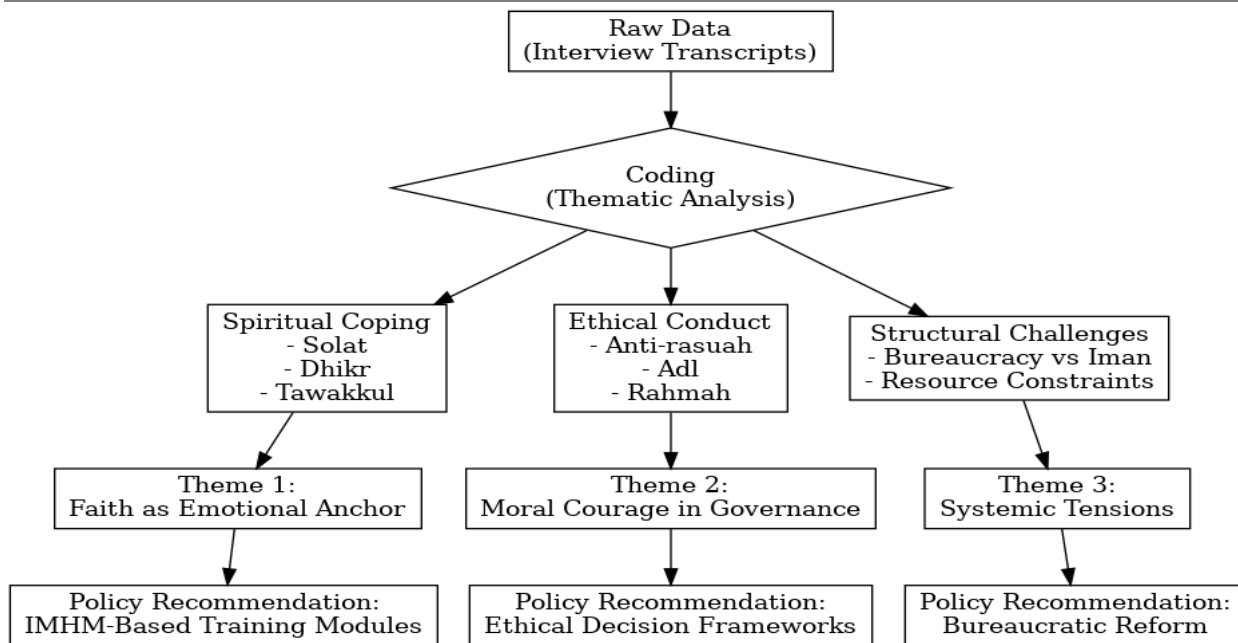 Raw Data
(Interview Transcripts)
Coding
(Thematic Analysis)
Spiritual Coping
- Solat
- Dhikr
- Tawakkul
Ethical Conduct
- Anti-rasuah
- Adl
- Rahmah
Structural Challenges
- Bureaucracy vs Iman
- Resource Constraints
Theme 1:
Faith as Emotional Anchor
Theme 2:
Moral Courage in Governance
Theme 3:
Systemic Tensions
Policy Recommendation:
IMHM-Based Training Modules
Policy Recommendation:
Ethical Decision Frameworks
Policy Recommendation:
Bureaucratic Reform